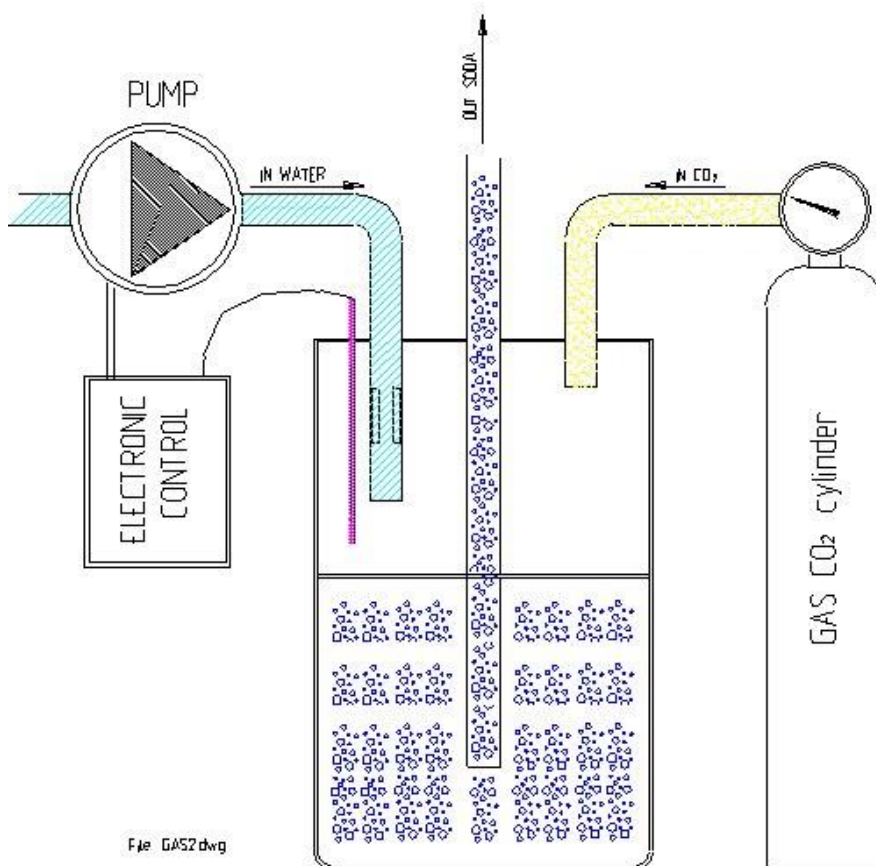 PUMP
OUT SODA
IN WATER
IN CO₂
ELECTRONIC
CONTROL
GAS CO₂ cylinder
File GAS2dwg